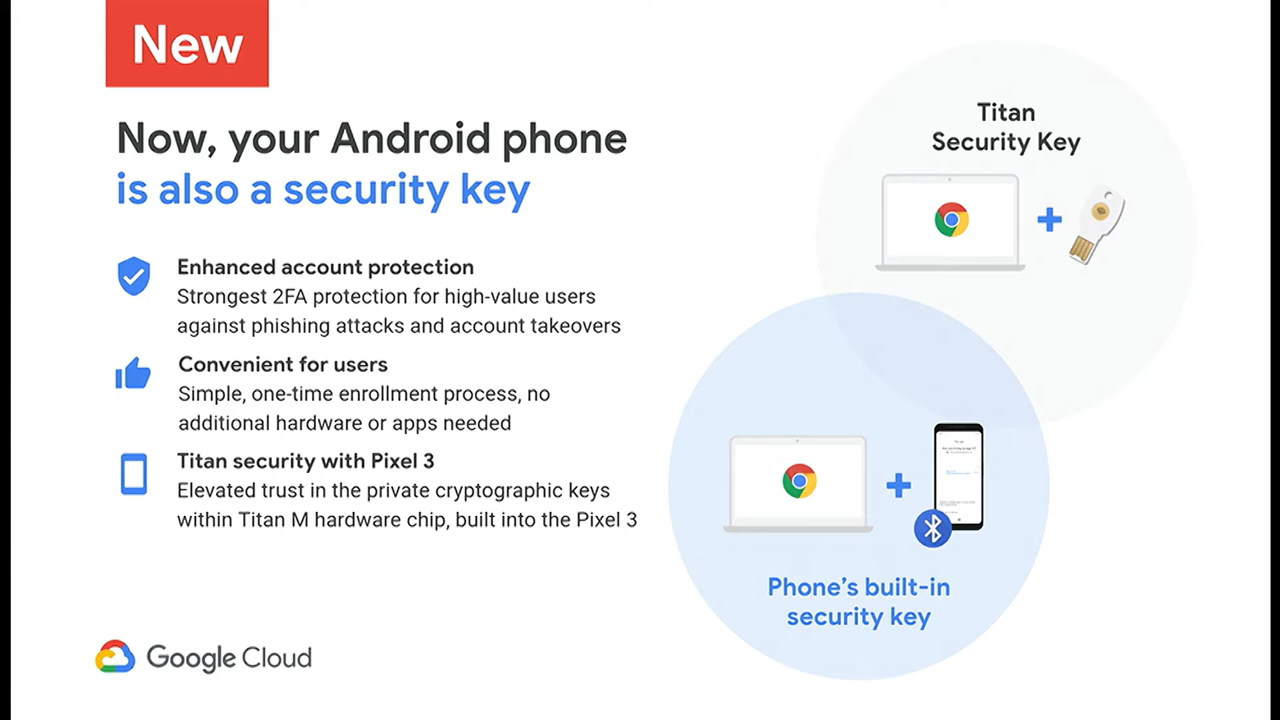 New
Now, your Android phone
is also a security key
Enhanced account protection
Strongest 2FA protection for high-value users
against phishing attacks and account takeovers
Convenient for users
Simple, one-time enrollment process, no
additional hardware or apps needed
Titan security with Pixel 3
Elevated trust in the private cryptographic keys
within Titan M hardware chip, built into the Pixel 3
Titan
Security Key
Phone’s built-in
security key
Google Cloud